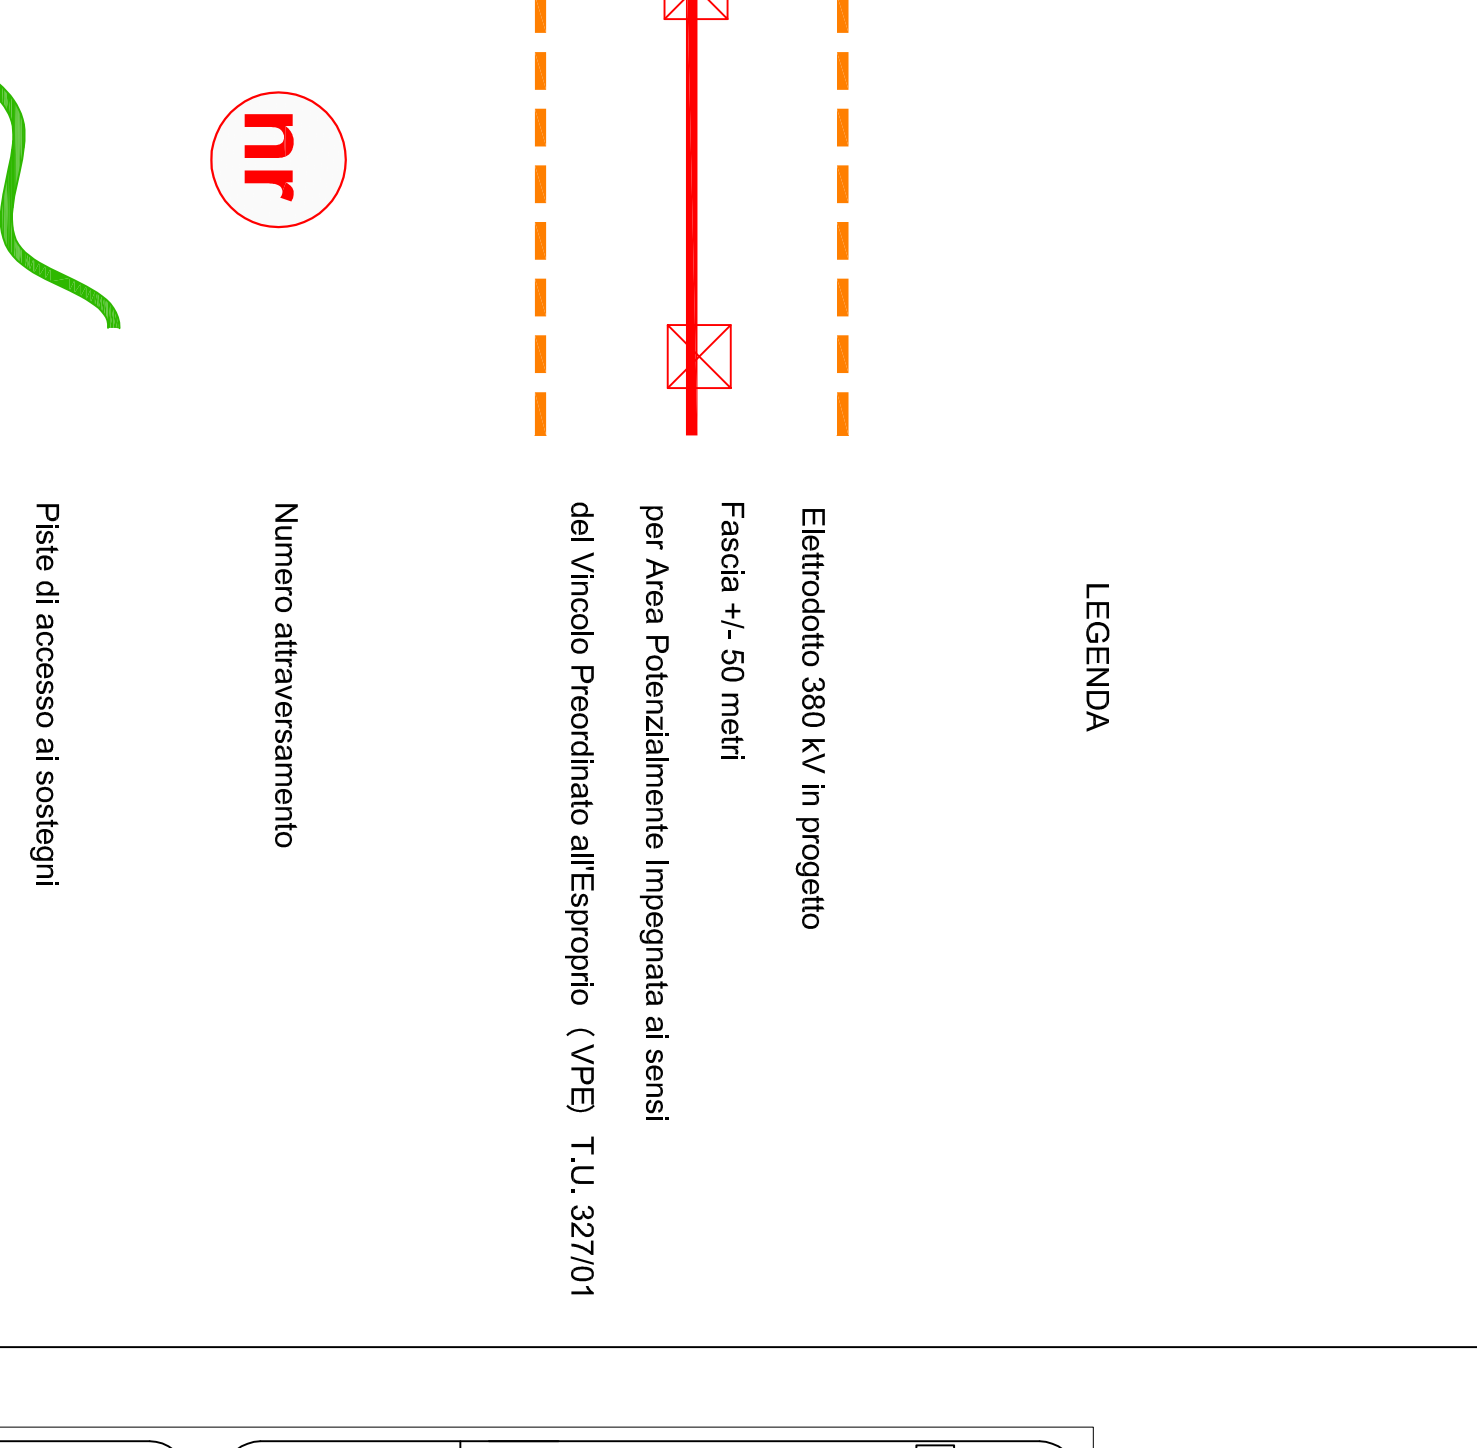 LEGENDA
Elettrodotto 380 kV in progetto
Fascia +/- 50 metri
per Area Potenzialmente Impegnata ai sensi
del Vincolo Preordinato all'Esproprio ( VPE) T.U. 327/01
nr
Numero attraversamento
Piste di accesso ai sostegni